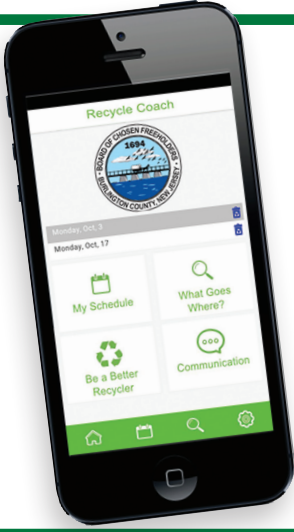 Recycle Coach
BOARD OF CHOSEN FREEHOLDERS
1694
BURLINGTON COUNTY, NEW JERSEY
Monday, Oct, 3
Monday, Oct, 17
My Schedule
What Goes
Where?
Be a Better
Recycler
Communication